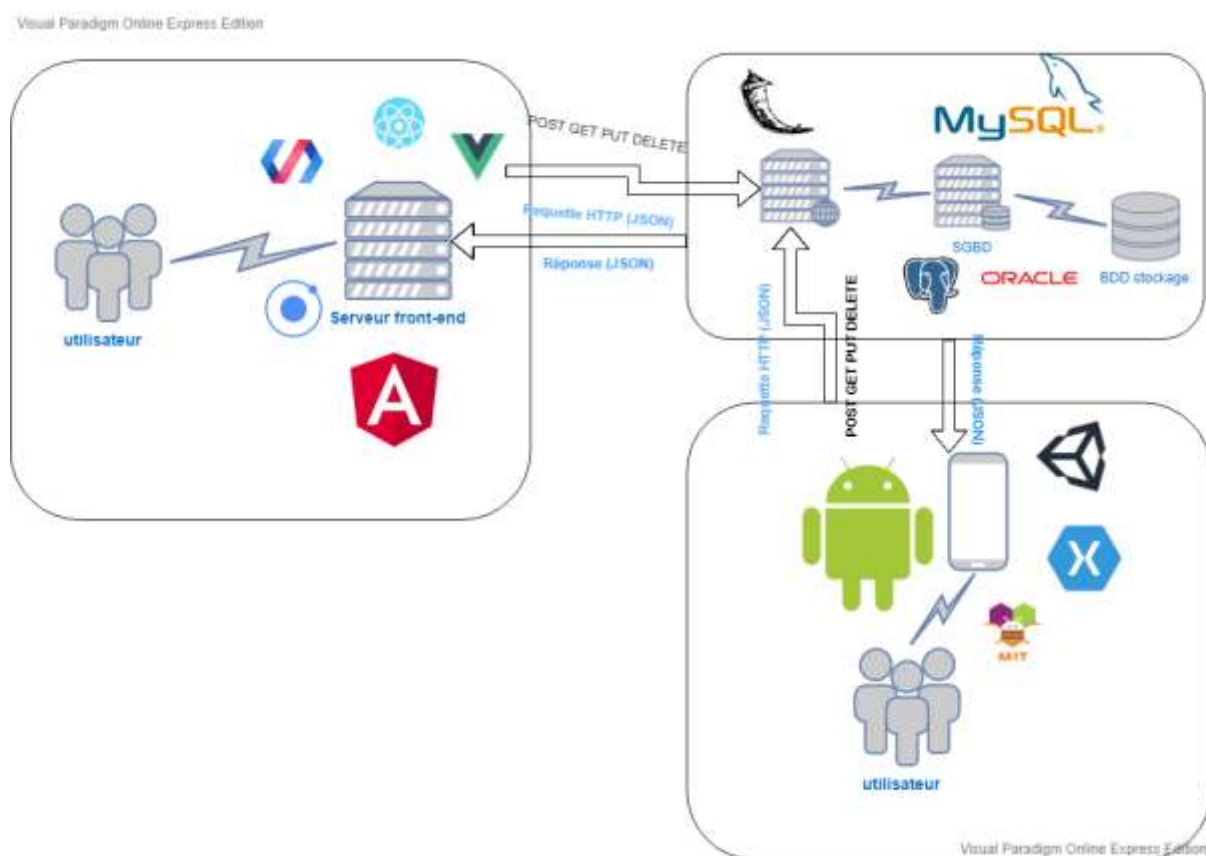 Visual Paradigm Online Express Edition
POST GET PUT DELETE
Requette HTTP (JSON)
Réponse (JSON)
utilisateur
Serveur front-end
MySQL
SGBD
ORACLE
BDD stockage
Requette HTTP (JSON)
POST GET PUT DELETE
Réponse (JSON)
MIT
utilisateur
Visual Paradigm Online Express Edition